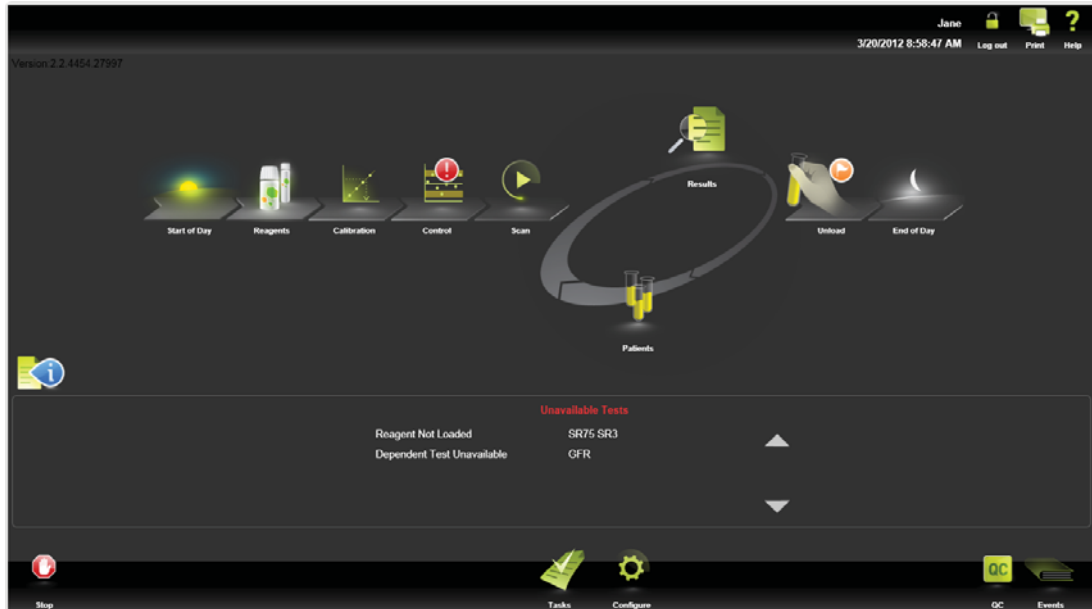 Jane
3/20/2012 8:58:47 AM
Log out
Print
Help
Version:2.2.4454.27997
Start of Day
Reagents
Calibration
Control
Scan
Results
Unload
End of Day
Patients
Unavailable Tests
Reagent Not Loaded SR75 SR3
Dependent Test Unavailable GFR
Stop
Tasks
Configure
QC
QC
Events